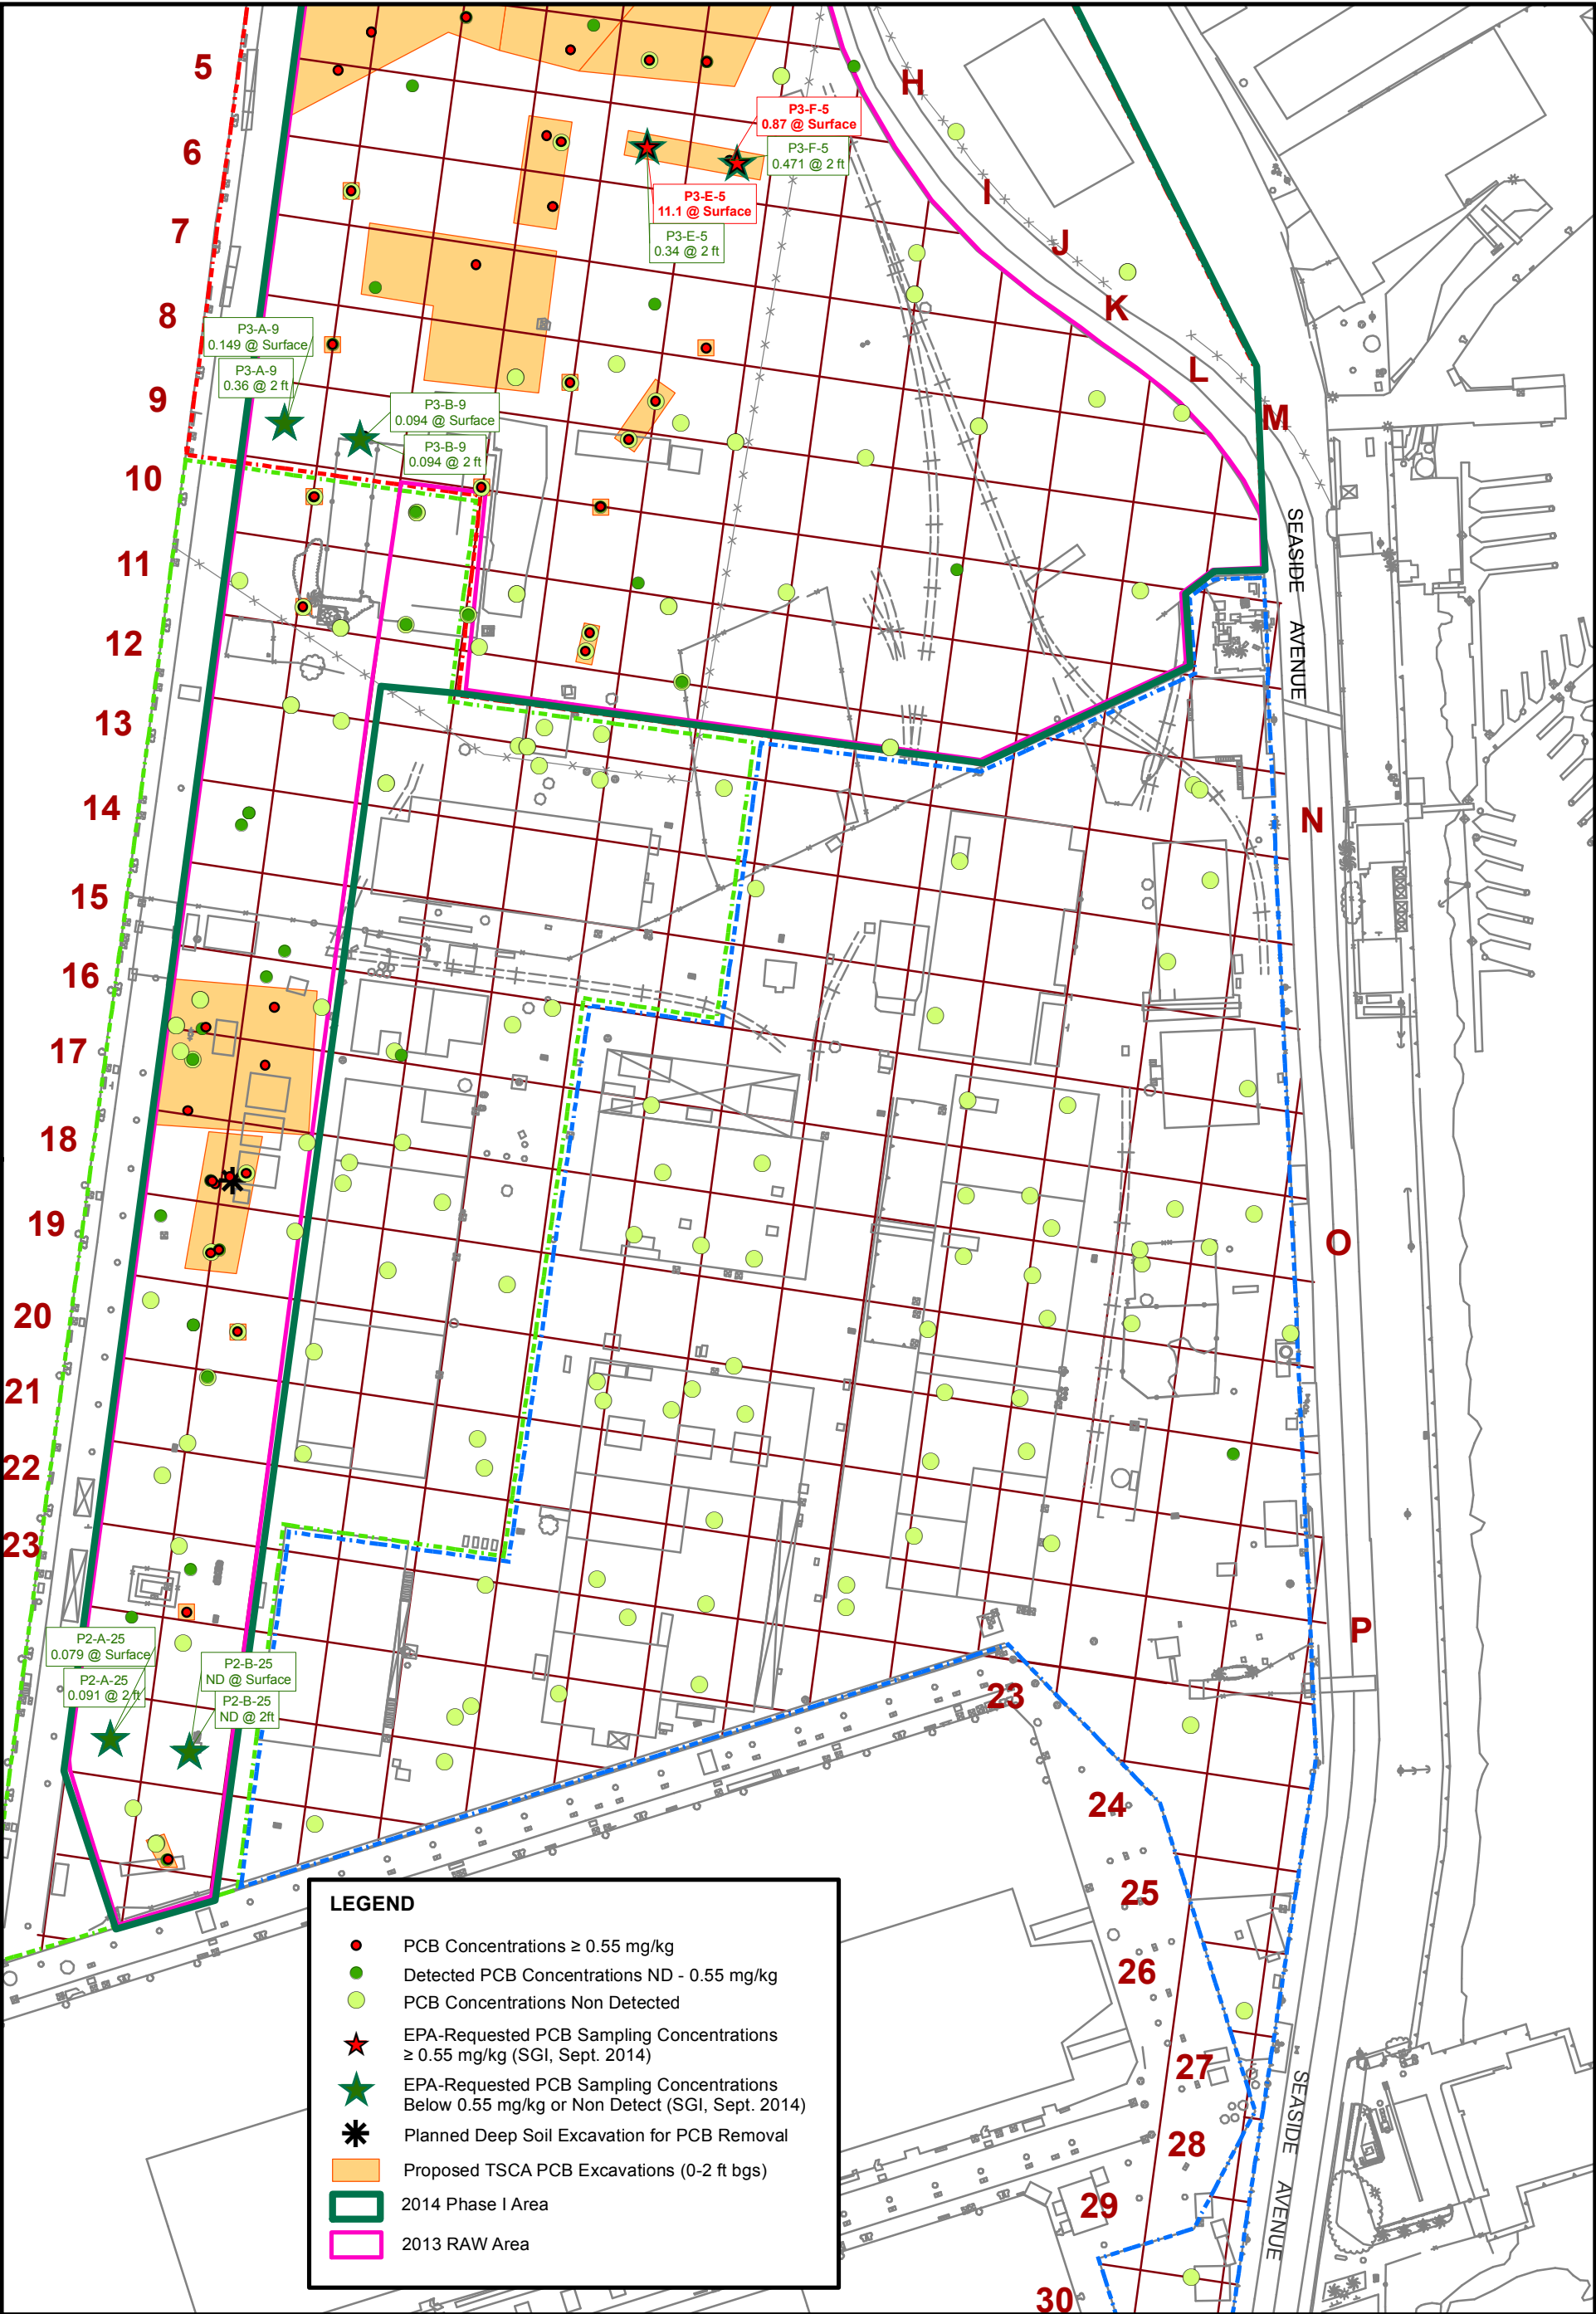 5
6
7
8
9
10
11
12
13
14
15
16
17
18
19
20
21
22
23
H
I
J
K
L
M
N
O
P
P3-F-5
0.87 @ Surface
P3-F-5
0.471 @ 2 ft
P3-E-5
11.1 @ Surface
P3-E-5
0.34 @ 2 ft
P3-A-9
0.149 @ Surface
P3-A-9
0.36 @ 2 ft
P3-B-9
0.094 @ Surface
P3-B-9
0.094 @ 2 ft
SEASIDE AVENUE
P2-A-25
0.079 @ Surface
P2-A-25
0.091 @ 2 ft
P2-B-25
ND @ Surface
P2-B-25
ND @ 2ft
23
24
25
26
27
28
29
30
SEASIDE AVENUE
LEGEND
PCB Concentrations ≥ 0.55 mg/kg
Detected PCB Concentrations ND - 0.55 mg/kg
PCB Concentrations Non Detected
EPA-Requested PCB Sampling Concentrations
≥ 0.55 mg/kg (SGI, Sept. 2014)
EPA-Requested PCB Sampling Concentrations
Below 0.55 mg/kg or Non Detect (SGI, Sept. 2014)
Planned Deep Soil Excavation for PCB Removal
Proposed TSCA PCB Excavations (0-2 ft bgs)
2014 Phase I Area
2013 RAW Area